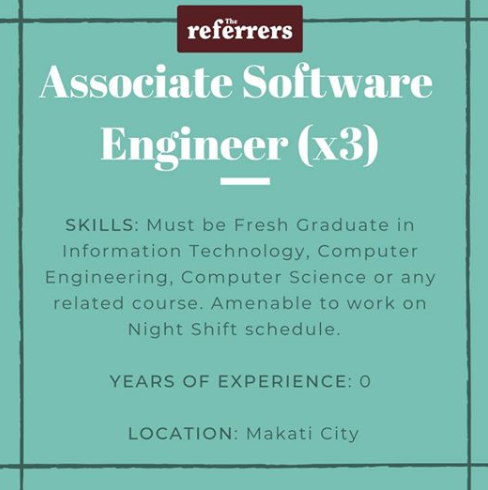 The
referrers
Associate Software
Engineer (x3)
SKILLS: Must be Fresh Graduate in
Information Technology, Computer
Engineering, Computer Science or any
related course. Amenable to work on
Night Shift schedule.
YEARS OF EXPERIENCE: 0
LOCATION: Makati City